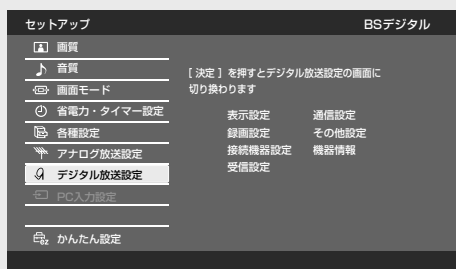 セットアップ
BSデジタル
画質
音質
画面モード
省電力・タイマー設定
各種設定
アナログ放送設定
デジタル放送設定
PC入力設定
かんたん設定
［決定］を押すとデジタル放送設定の画面に
切り換わります
表示設定 通信設定
録画設定 その他設定
接続機器設定 機器情報
受信設定